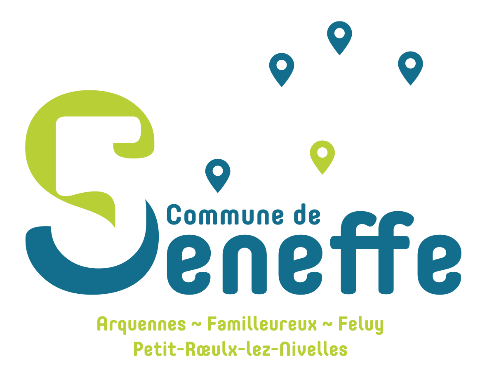 Commune de
Seneffe
Arquennes ~ Familleureux ~ Feluy
Petit-Rœulx-lez-Nivelles